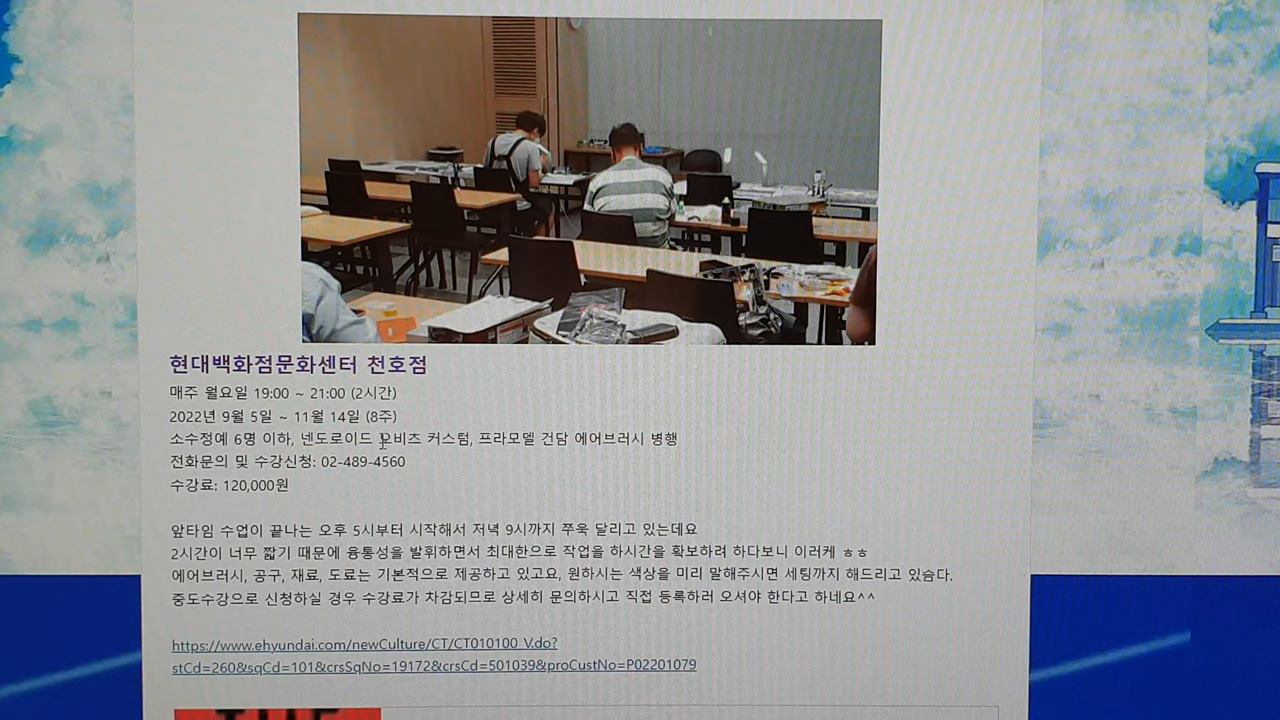 현대백화점문화센터 천호점
매주 월요일 19:00 ~ 21:00 (2시간)
2022년 9월 5일 ~ 11월 14일 (8주)
소수정예 6명 이하, 넨도로이드 오비츠 커스텀, 프라모델 건담 에어브러시 병행
전화문의 및 수강신청: 02-489-4560
수강료: 120,000원
앞타임 수업이 끝나는 오후 5시부터 시작해서 저녁 9시까지 쭈욱 달리고 있는데요
2시간이 너무 짧기 때문에 융통성을 발휘하면서 최대한으로 작업을 하시간을 확보하려 하다보니 이러케 ㅎㅎ
에어브러시, 공구, 재료, 도료는 기본적으로 제공하고 있고요, 원하시는 색상을 미리 말해주시면 세팅까지 해드리고 있슴다.
중도수강으로 신청하실 경우 수강료가 차감되므로 상세히 문의하시고 직접 등록하러 오셔야 한다고 하네요^^
https://www.ehyundai.com/newCulture/CT/CT010100_V.do?
stCd=260&sqCd=101&crsSqNo=19172&crsCd=501039&proCustNo=P02201079